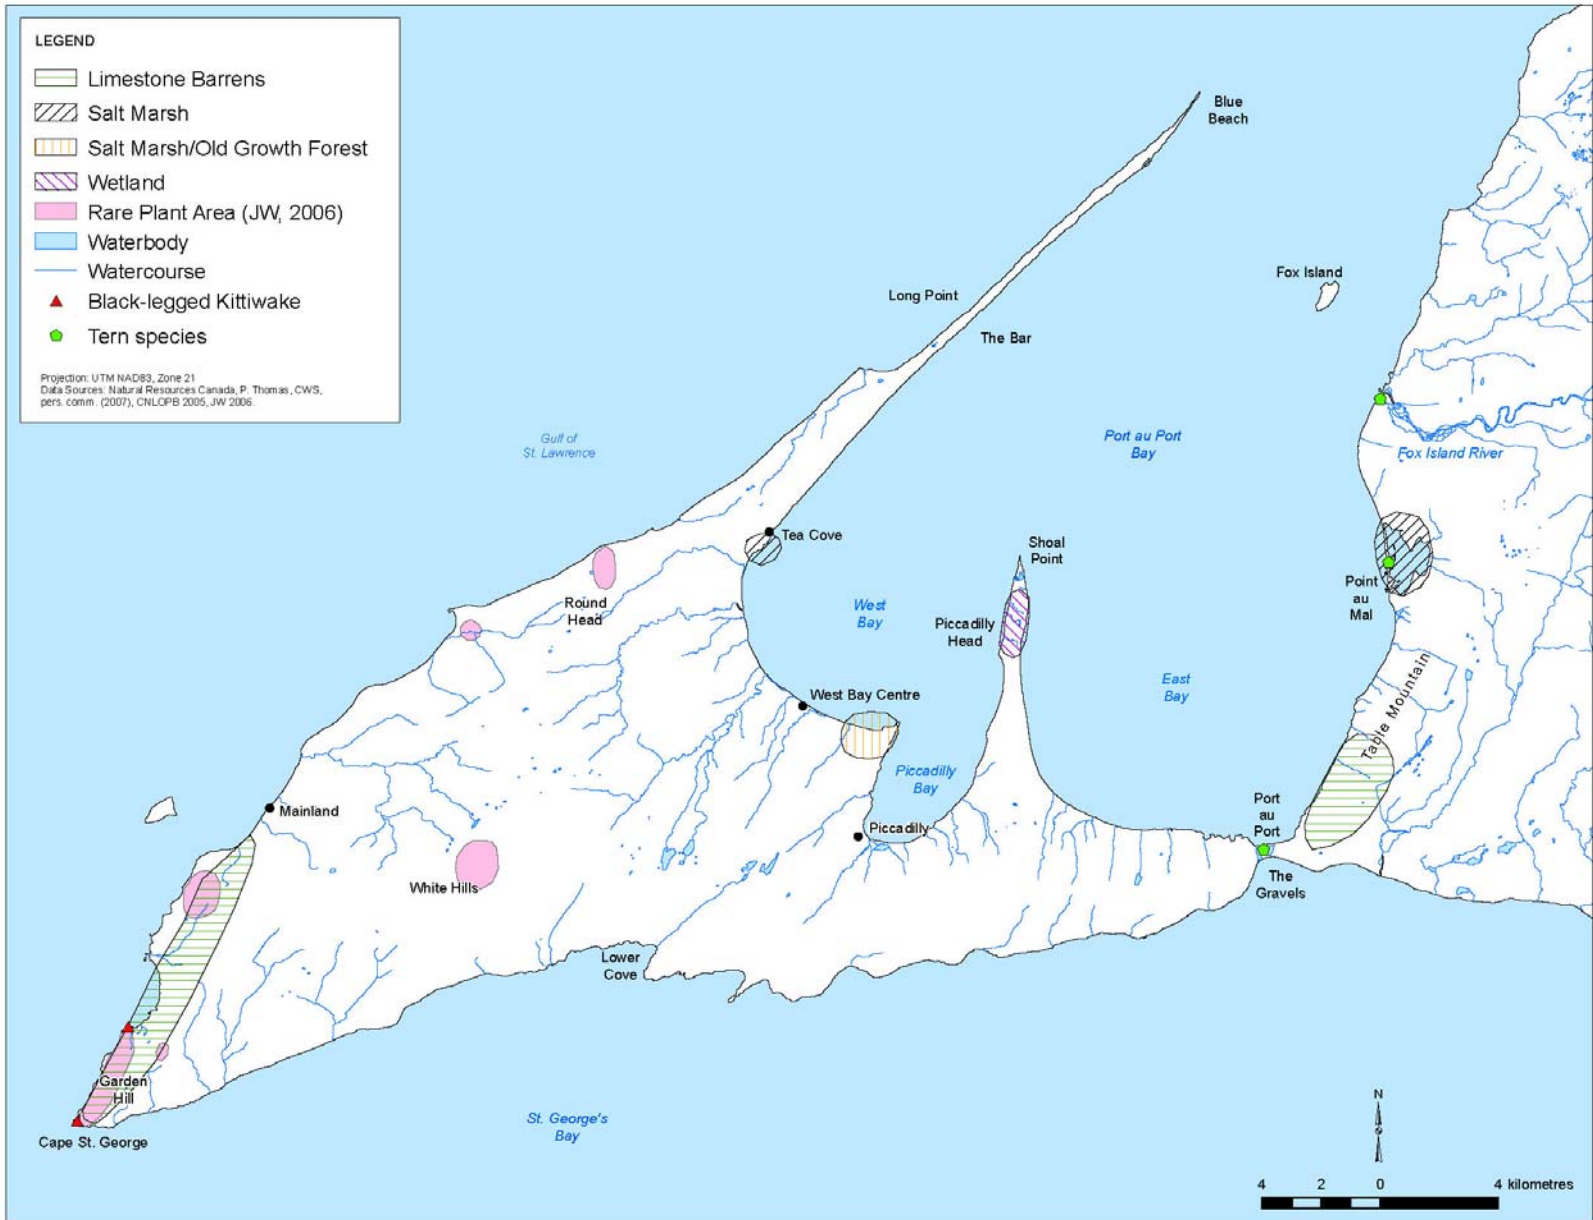 LEGEND
Limestone Barrens
Salt Marsh
Salt Marsh/Old Growth Forest
Wetland
Rare Plant Area (JW, 2006)
Waterbody
Watercourse
Black-legged Kittiwake
Tern species
Projection: UTM NAD83, Zone 21
Data Sources: Natural Resources Canada, P. Thomas, CWS,
pers. comm. (2007), CNLOPB 2005, JW 2006.
Blue
Beach
Fox Island
Long Point
The Bar
Gulf of
St. Lawrence
Port au Port
Bay
Fox Island River
Tea Cove
Shoal
Point
Point
au
Mal
Round
Head
West
Bay
Piccadilly
Head
East
Bay
Table Mountain
West Bay Centre
Piccadilly
Bay
Mainland
Port
au
Port
Piccadilly
White Hills
The
Gravels
Lower
Cove
Garden
Hill
Cape St. George
St. George's
Bay
N
4 2 0 4 kilometres